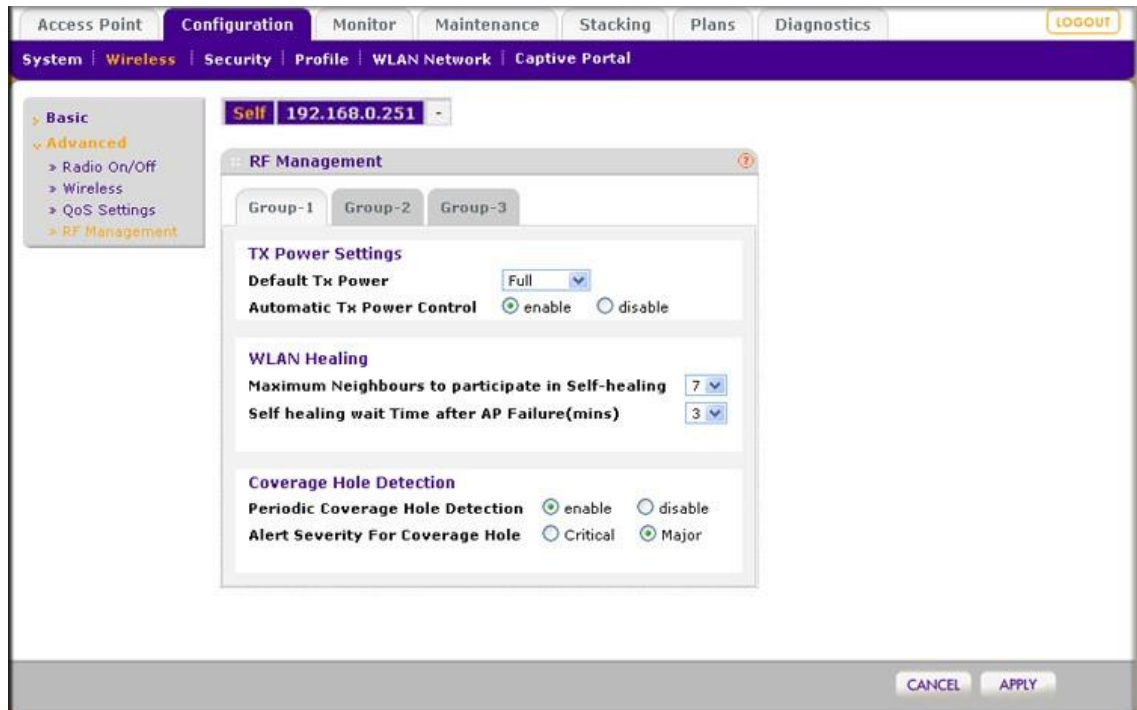 Access Point Configuration Monitor Maintenance Stacking Plans Diagnostics LOGOUT
System Wireless Security Profile WLAN Network Captive Portal
Self 192.168.0.251 -
Basic
Advanced
» Radio On/Off
» Wireless
» QoS Settings
» RF Management
RF Management ?
Group-1 Group-2 Group-3
TX Power Settings
Default Tx Power Full
Automatic Tx Power Control enable disable
WLAN Healing
Maximum Neighbours to participate in Self-healing 7
Self healing wait Time after AP Failure(mins) 3
Coverage Hole Detection
Periodic Coverage Hole Detection enable disable
Alert Severity For Coverage Hole Critical Major
CANCEL APPLY